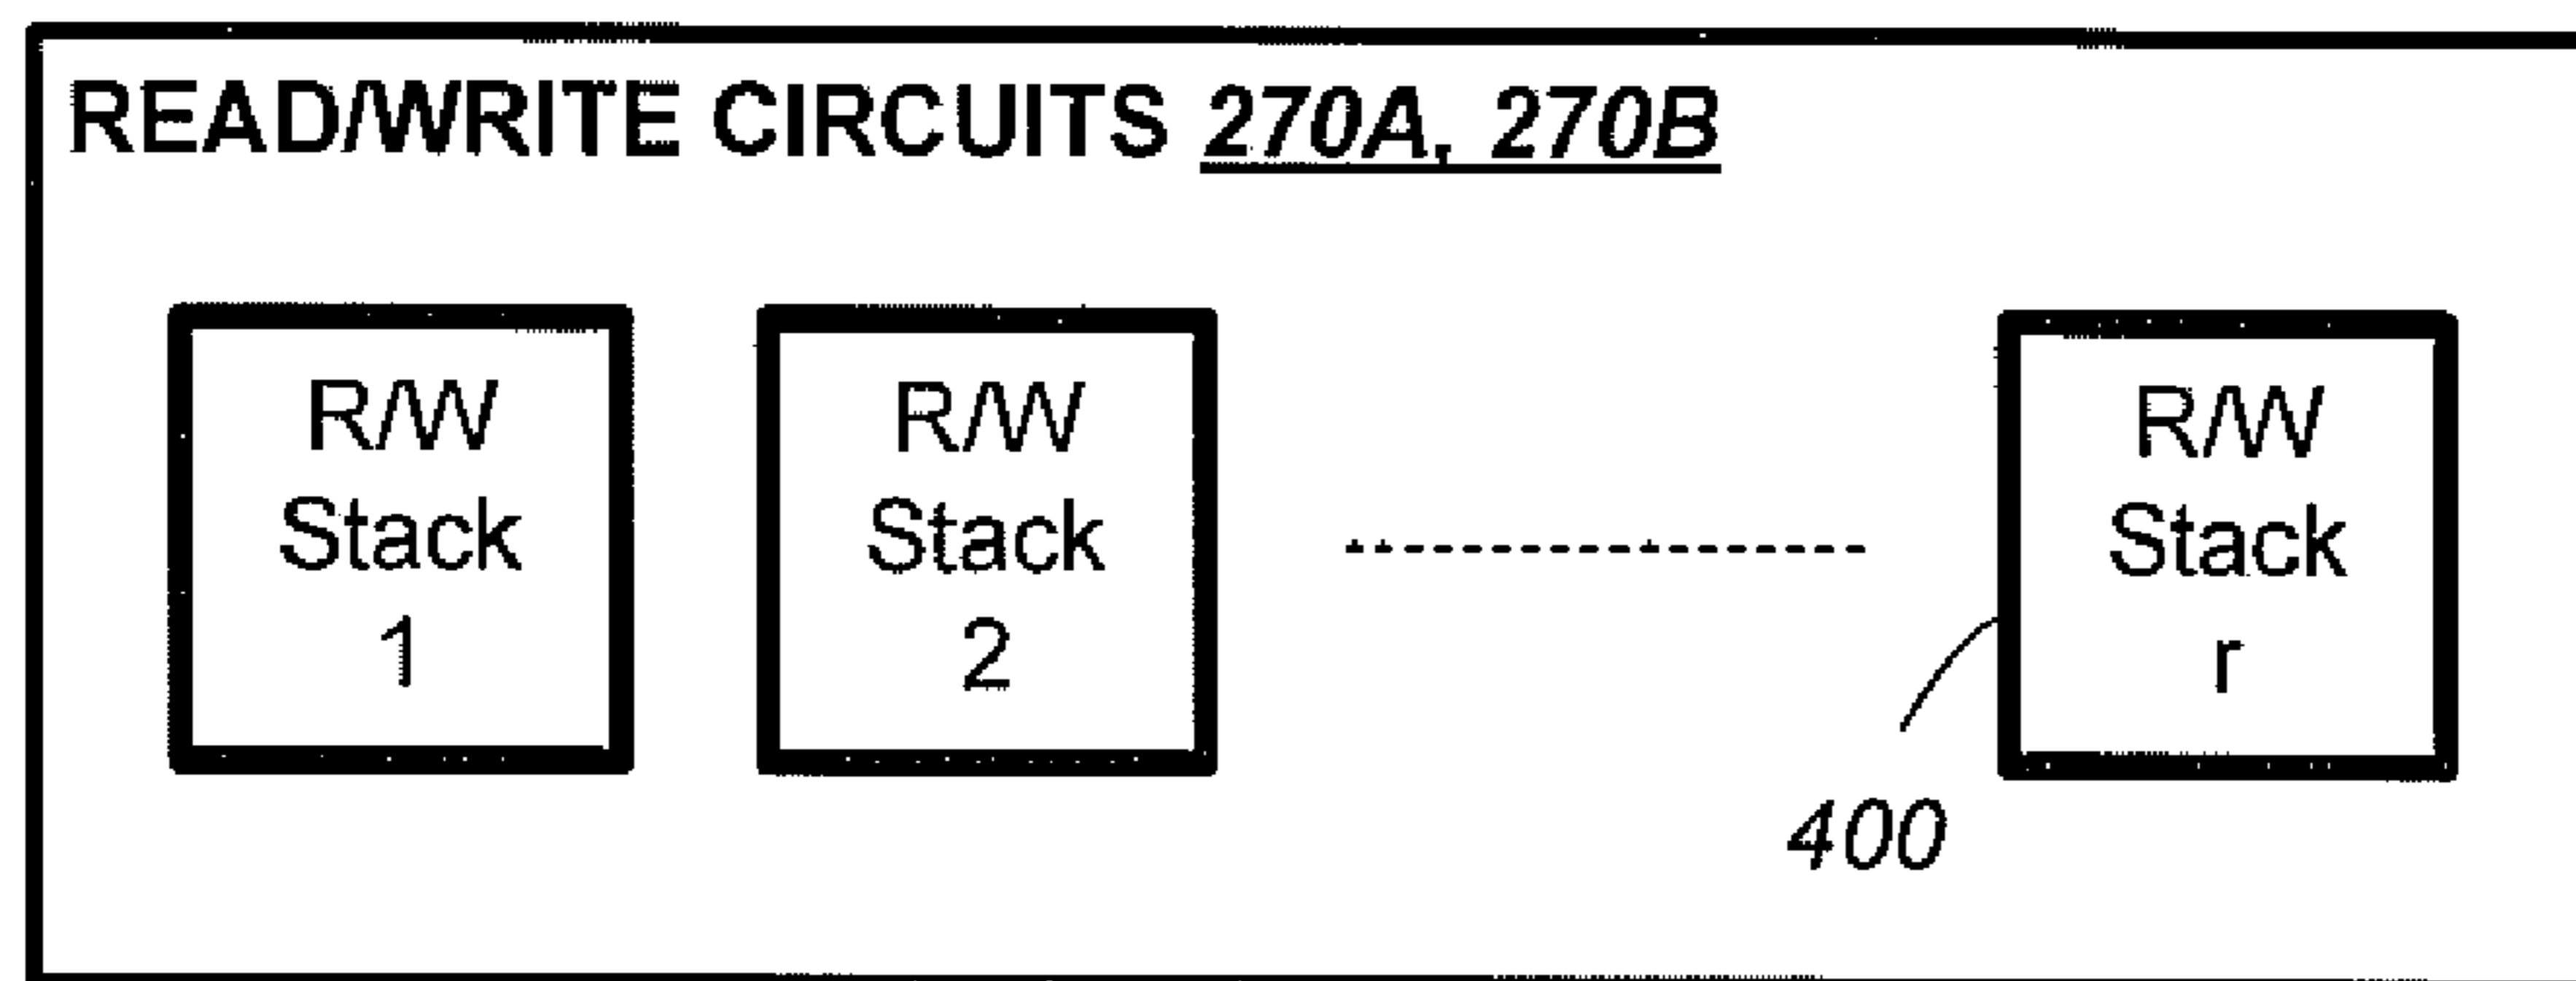 READ/WRITE CIRCUITS 270A, 270B
R/W
Stack
1
R/W
Stack
2
R/W
Stack
r
400